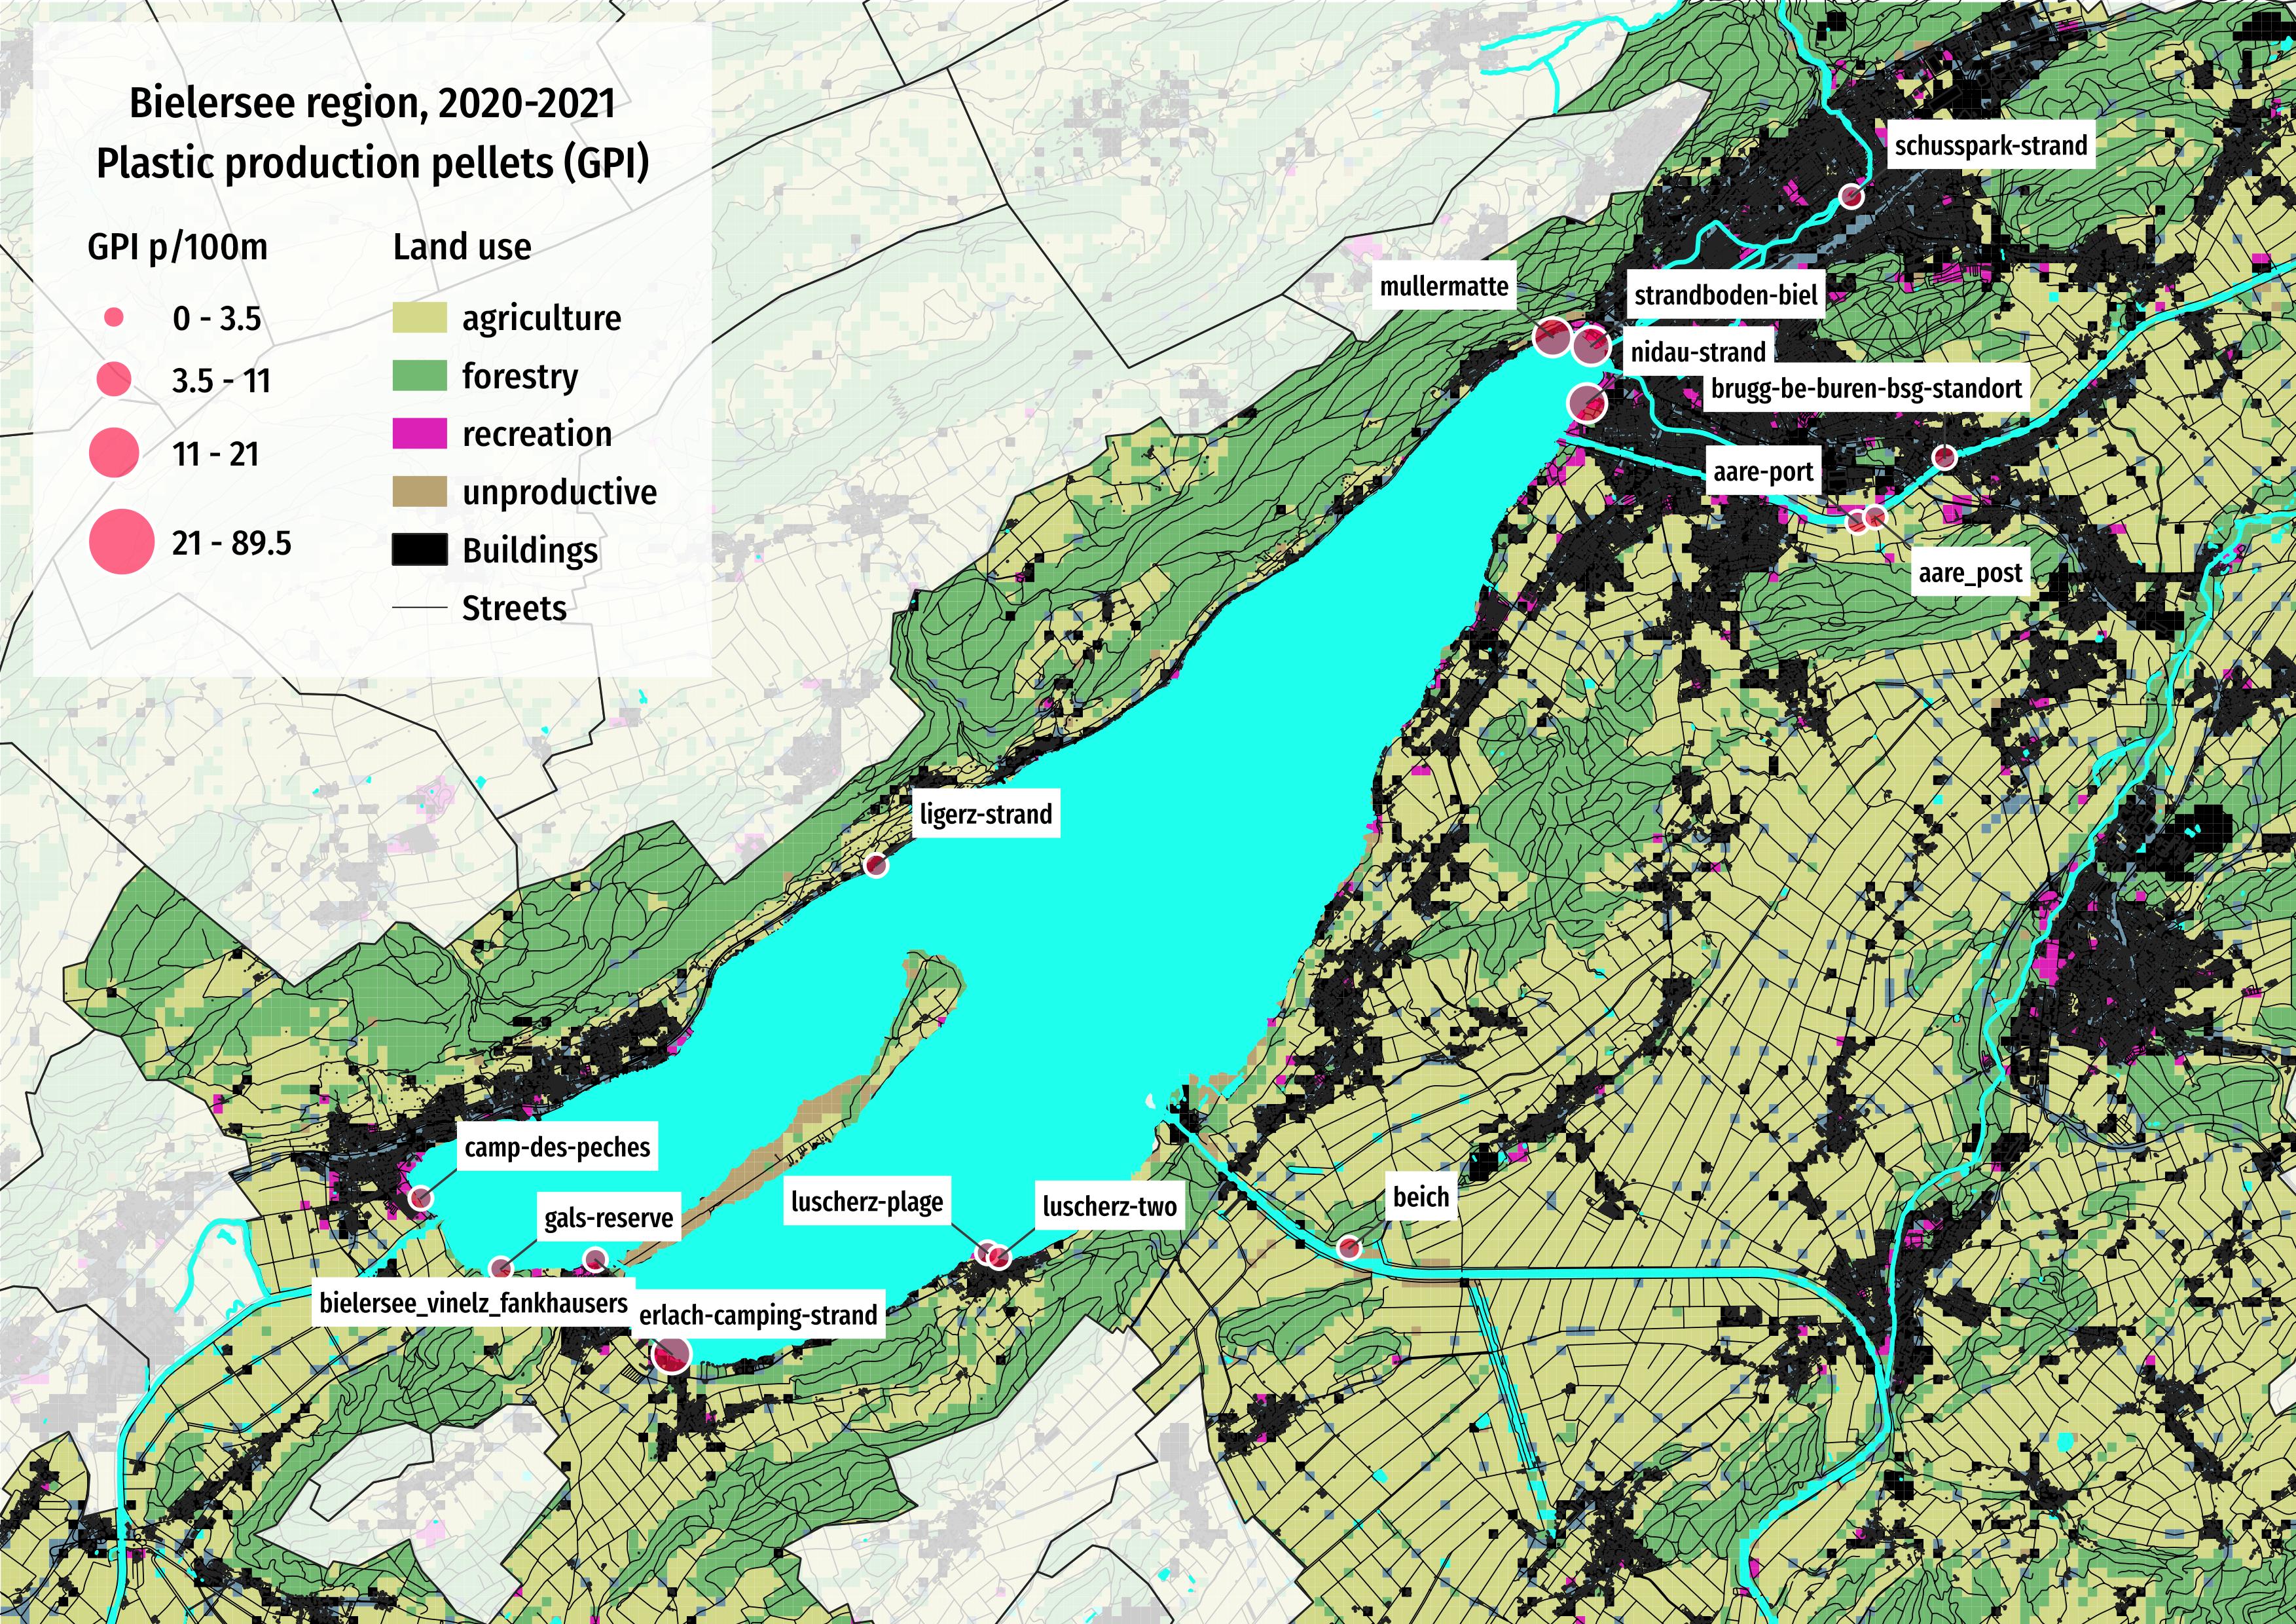 Bielersee region, 2020-2021
Plastic production pellets (GPI)
GPI p/100m
0 - 3.5
3.5 - 11
11 - 21
21 - 89.5
Land use
agriculture
forestry
recreation
unproductive
Buildings
Streets
schusspark-strand
mullermatte
strandboden-biel
nidau-strand
brugg-be-buren-bsg-standort
aare-port
aare_post
ligerz-strand
camp-des-peches
gals-reserve
luscherz-plage
luscherz-two
beich
bielersee_vinelz_fankhausers
erlach-camping-strand